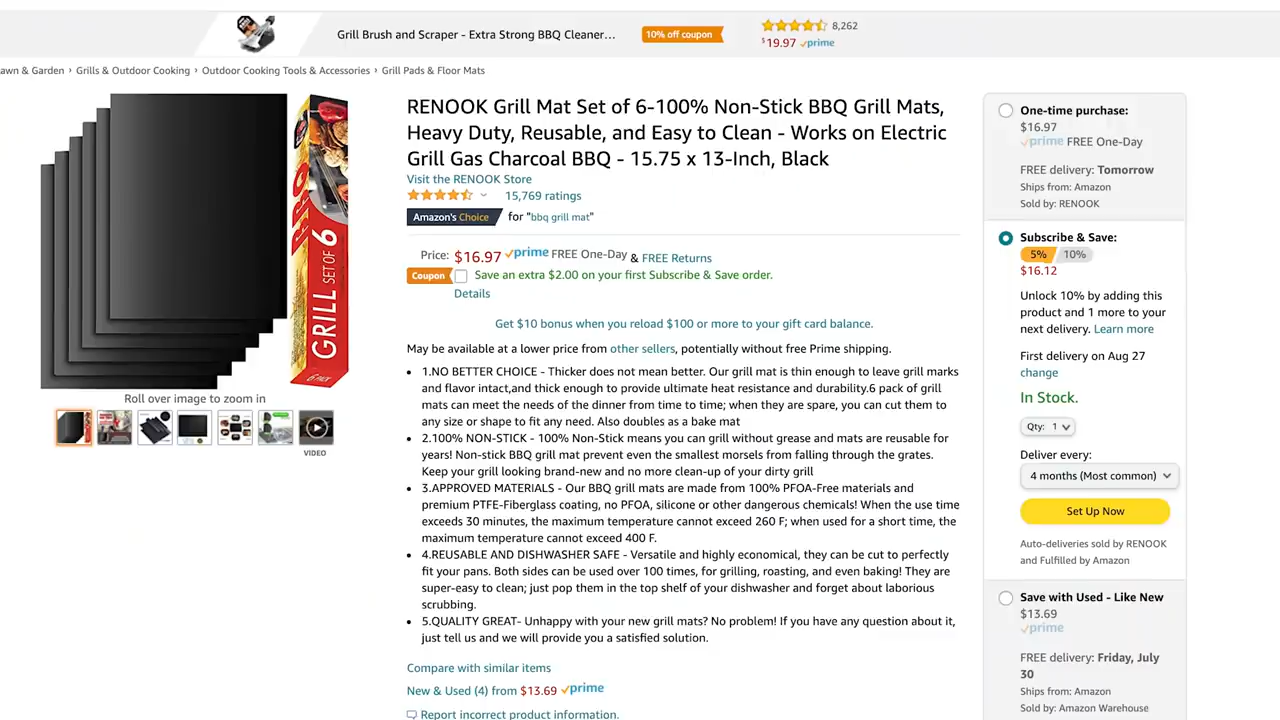 Grill Brush and Scraper - Extra Strong BBQ Cleaner…
10% off coupon
8,262
$19.97 prime
awn & Garden › Grills & Outdoor Cooking › Outdoor Cooking Tools & Accessories › Grill Pads & Floor Mats
BBQ
GRILL SET OF 6
6 PACK
Roll over image to zoom in
VIDEO
RENOOK Grill Mat Set of 6-100% Non-Stick BBQ Grill Mats,
Heavy Duty, Reusable, and Easy to Clean - Works on Electric
Grill Gas Charcoal BBQ - 15.75 x 13-Inch, Black
Visit the RENOOK Store
15,769 ratings
Amazon's Choice for "bbq grill mat"
Price: $16.97 prime FREE One-Day & FREE Returns
Coupon Save an extra $2.00 on your first Subscribe & Save order.
Details
Get $10 bonus when you reload $100 or more to your gift card balance.
May be available at a lower price from other sellers, potentially without free Prime shipping.
• 1.NO BETTER CHOICE - Thicker does not mean better. Our grill mat is thin enough to leave grill marks
and flavor intact,and thick enough to provide ultimate heat resistance and durability.6 pack of grill
mats can meet the needs of the dinner from time to time; when they are spare, you can cut them to
any size or shape to fit any need. Also doubles as a bake mat
• 2.100% NON-STICK - 100% Non-Stick means you can grill without grease and mats are reusable for
years! Non-stick BBQ grill mat prevent even the smallest morsels from falling through the grates.
Keep your grill looking brand-new and no more clean-up of your dirty grill
• 3.APPROVED MATERIALS - Our BBQ grill mats are made from 100% PFOA-Free materials and
premium PTFE-Fiberglass coating, no PFOA, silicone or other dangerous chemicals! When the use time
exceeds 30 minutes, the maximum temperature cannot exceed 260 F; when used for a short time, the
maximum temperature cannot exceed 400 F.
• 4.REUSABLE AND DISHWASHER SAFE - Versatile and highly economical, they can be cut to perfectly
fit your pans. Both sides can be used over 100 times, for grilling, roasting, and even baking! They are
super-easy to clean; just pop them in the top shelf of your dishwasher and forget about laborious
scrubbing.
• 5.QUALITY GREAT- Unhappy with your new grill mats? No problem! If you have any question about it,
just tell us and we will provide you a satisfied solution.
Compare with similar items
New & Used (4) from $13.69 prime
Report incorrect product information.
One-time purchase:
$16.97
prime FREE One-Day
FREE delivery: Tomorrow
Ships from: Amazon
Sold by: RENOOK
Subscribe & Save:
5% 10%
$16.12
Unlock 10% by adding this
product and 1 more to your
next delivery. Learn more
First delivery on Aug 27
change
In Stock.
Qty: 1
Deliver every:
4 months (Most common)
Set Up Now
Auto-deliveries sold by RENOOK
and Fulfilled by Amazon
Save with Used - Like New
$13.69
prime
FREE delivery: Friday, July
30
Ships from: Amazon
Sold by: Amazon Warehouse